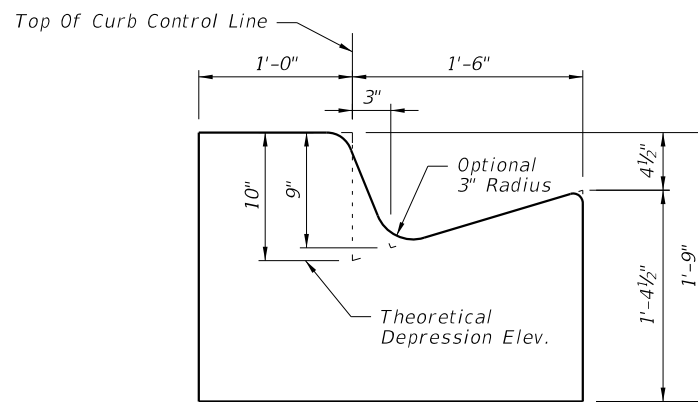 Top Of Curb Control Line
1'-0"
1'-6"
3"
10"
9"
Optional
3" Radius
4½"
1'-4½"
1'-9"
Theoretical
Depression Elev.